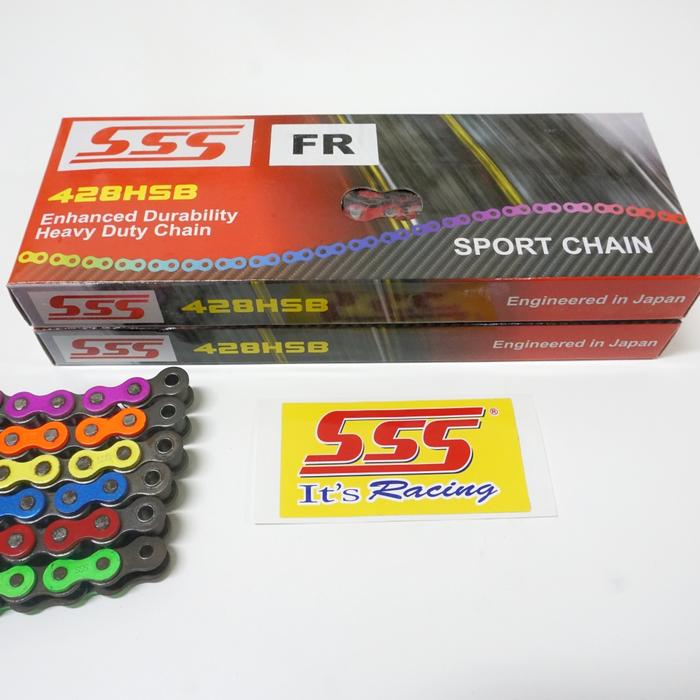 SSS
FR
428HSB
Enhanced Durability
Heavy Duty Chain
SPORT CHAIN
SSS 428HSB Engineered in Japan
SSS 428HSB Engineered in Japan
SSS®
It's Racing
SSS